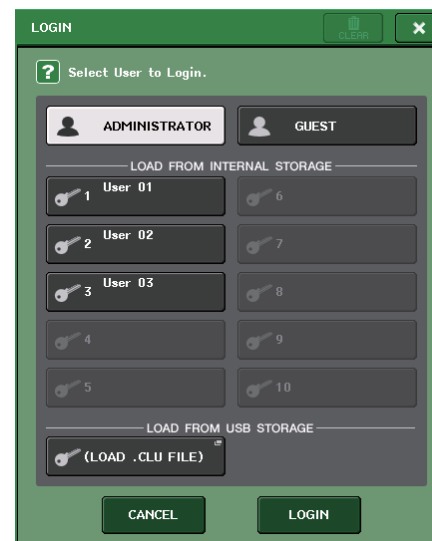 LOGIN
CLEAR
? Select User to Login.
ADMINISTRATOR GUEST
LOAD FROM INTERNAL STORAGE
1 User 01 6
2 User 02 7
3 User 03 8
4 9
5 10
LOAD FROM USB STORAGE
(LOAD .CLU FILE)
CANCEL LOGIN